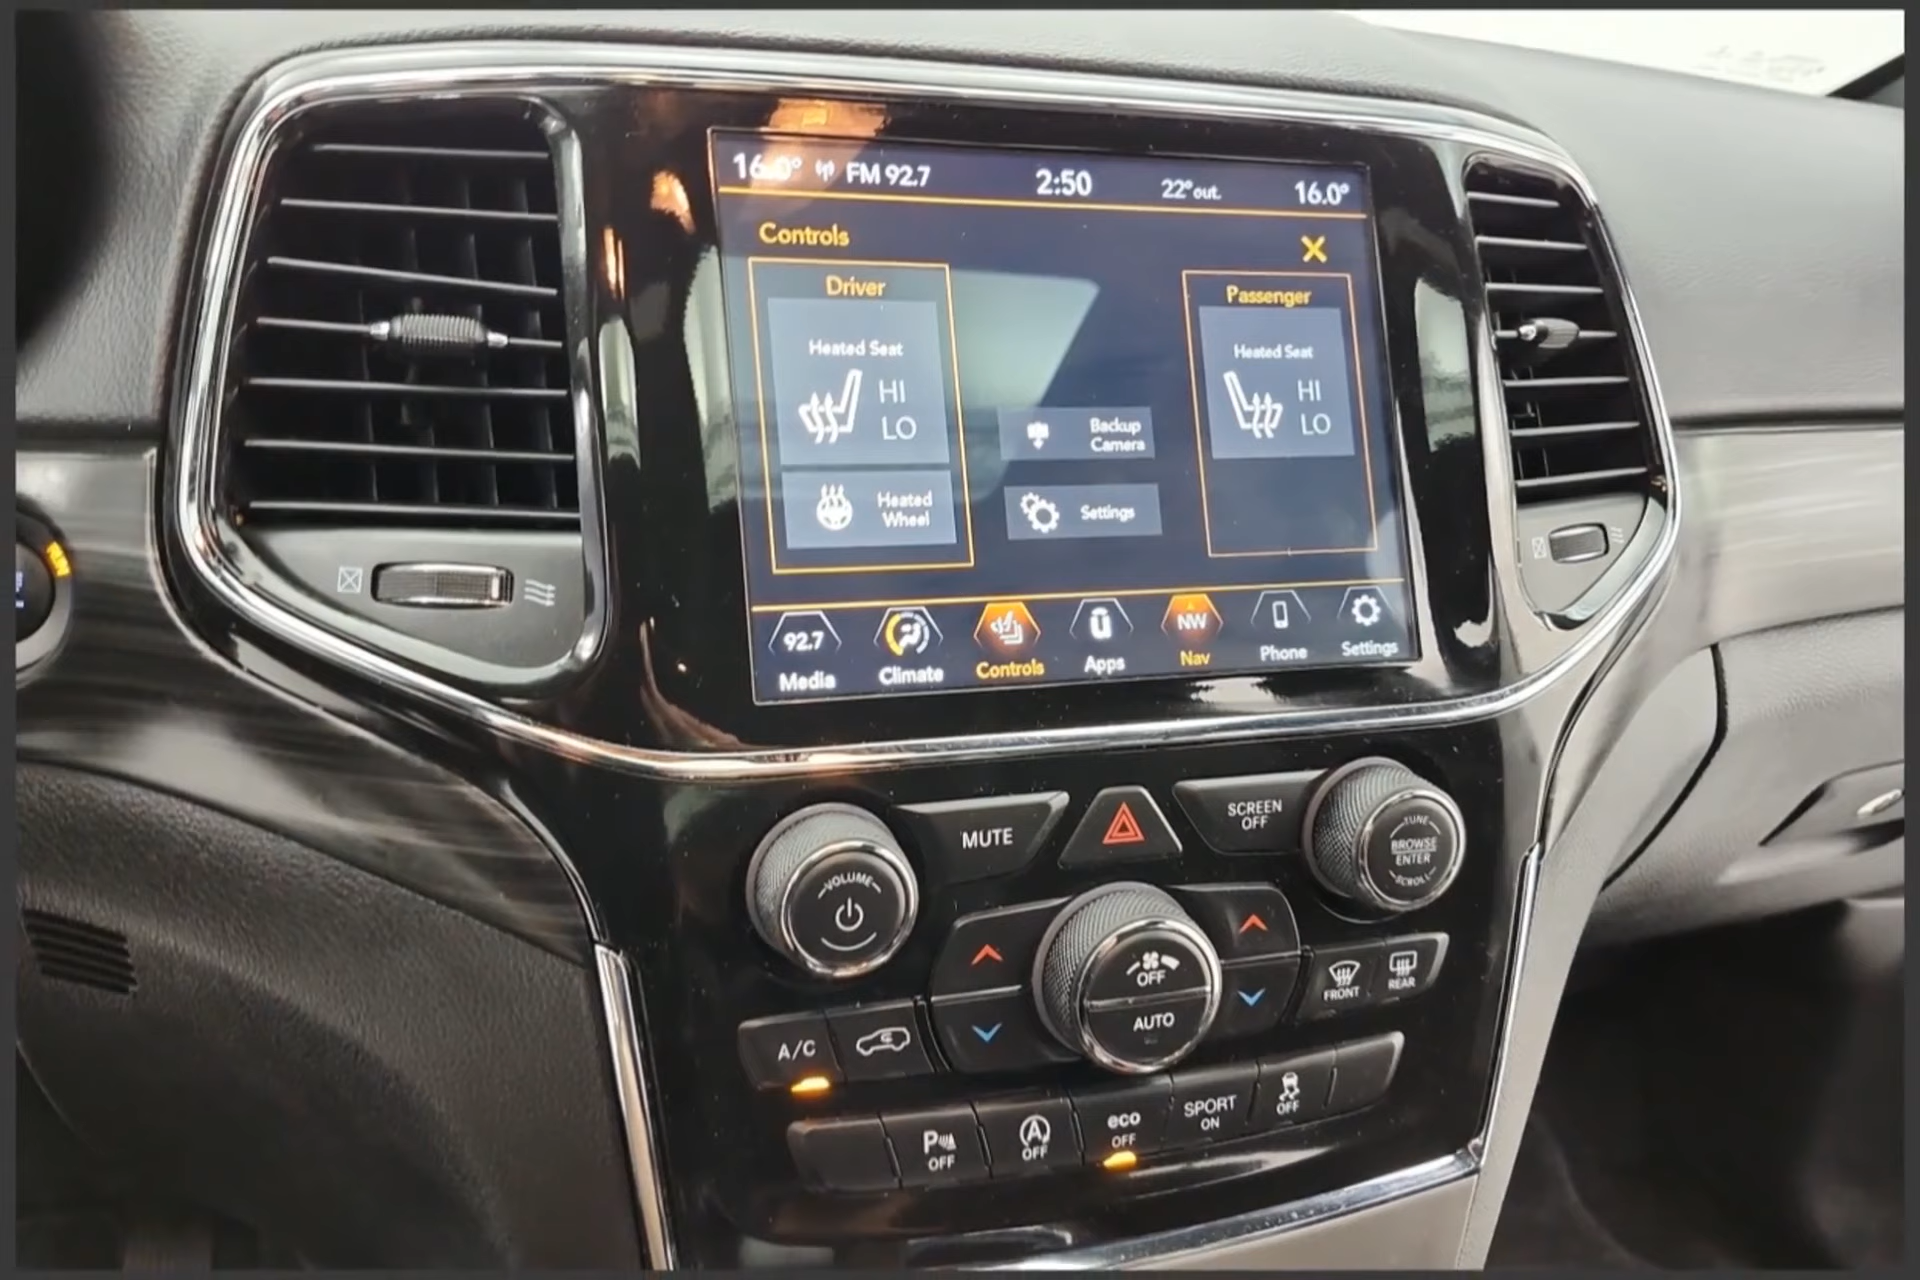 16.0° FM 92.7 2:50 22°out. 16.0°
Controls X
Driver
Passenger
Heated Seat
HI
LO
Heated Seat
HI
LO
Backup
Camera
Heated
Wheel
Settings
92.7
NW
Media
Climate
Controls
Apps
Nav
Phone
Settings
MUTE
SCREEN
OFF
TUNE
BROWSE
ENTER
SCROLL
VOLUME
OFF
AUTO
FRONT
REAR
A/C
P OFF
A OFF
eco
OFF
SPORT
ON
OFF